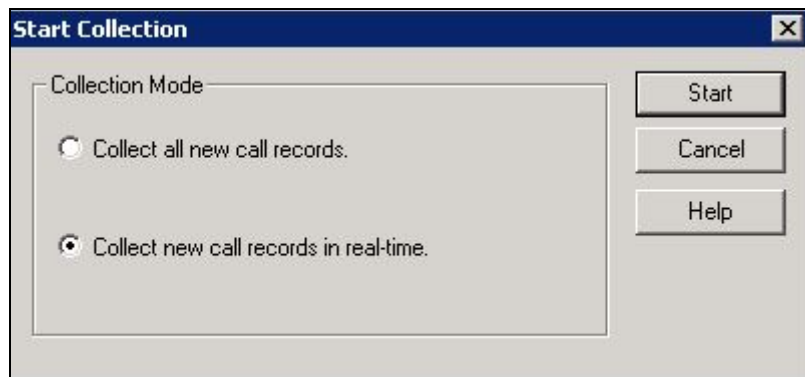 Start Collection
Collection Mode
Collect all new call records.
Collect new call records in real-time.
Start
Cancel
Help